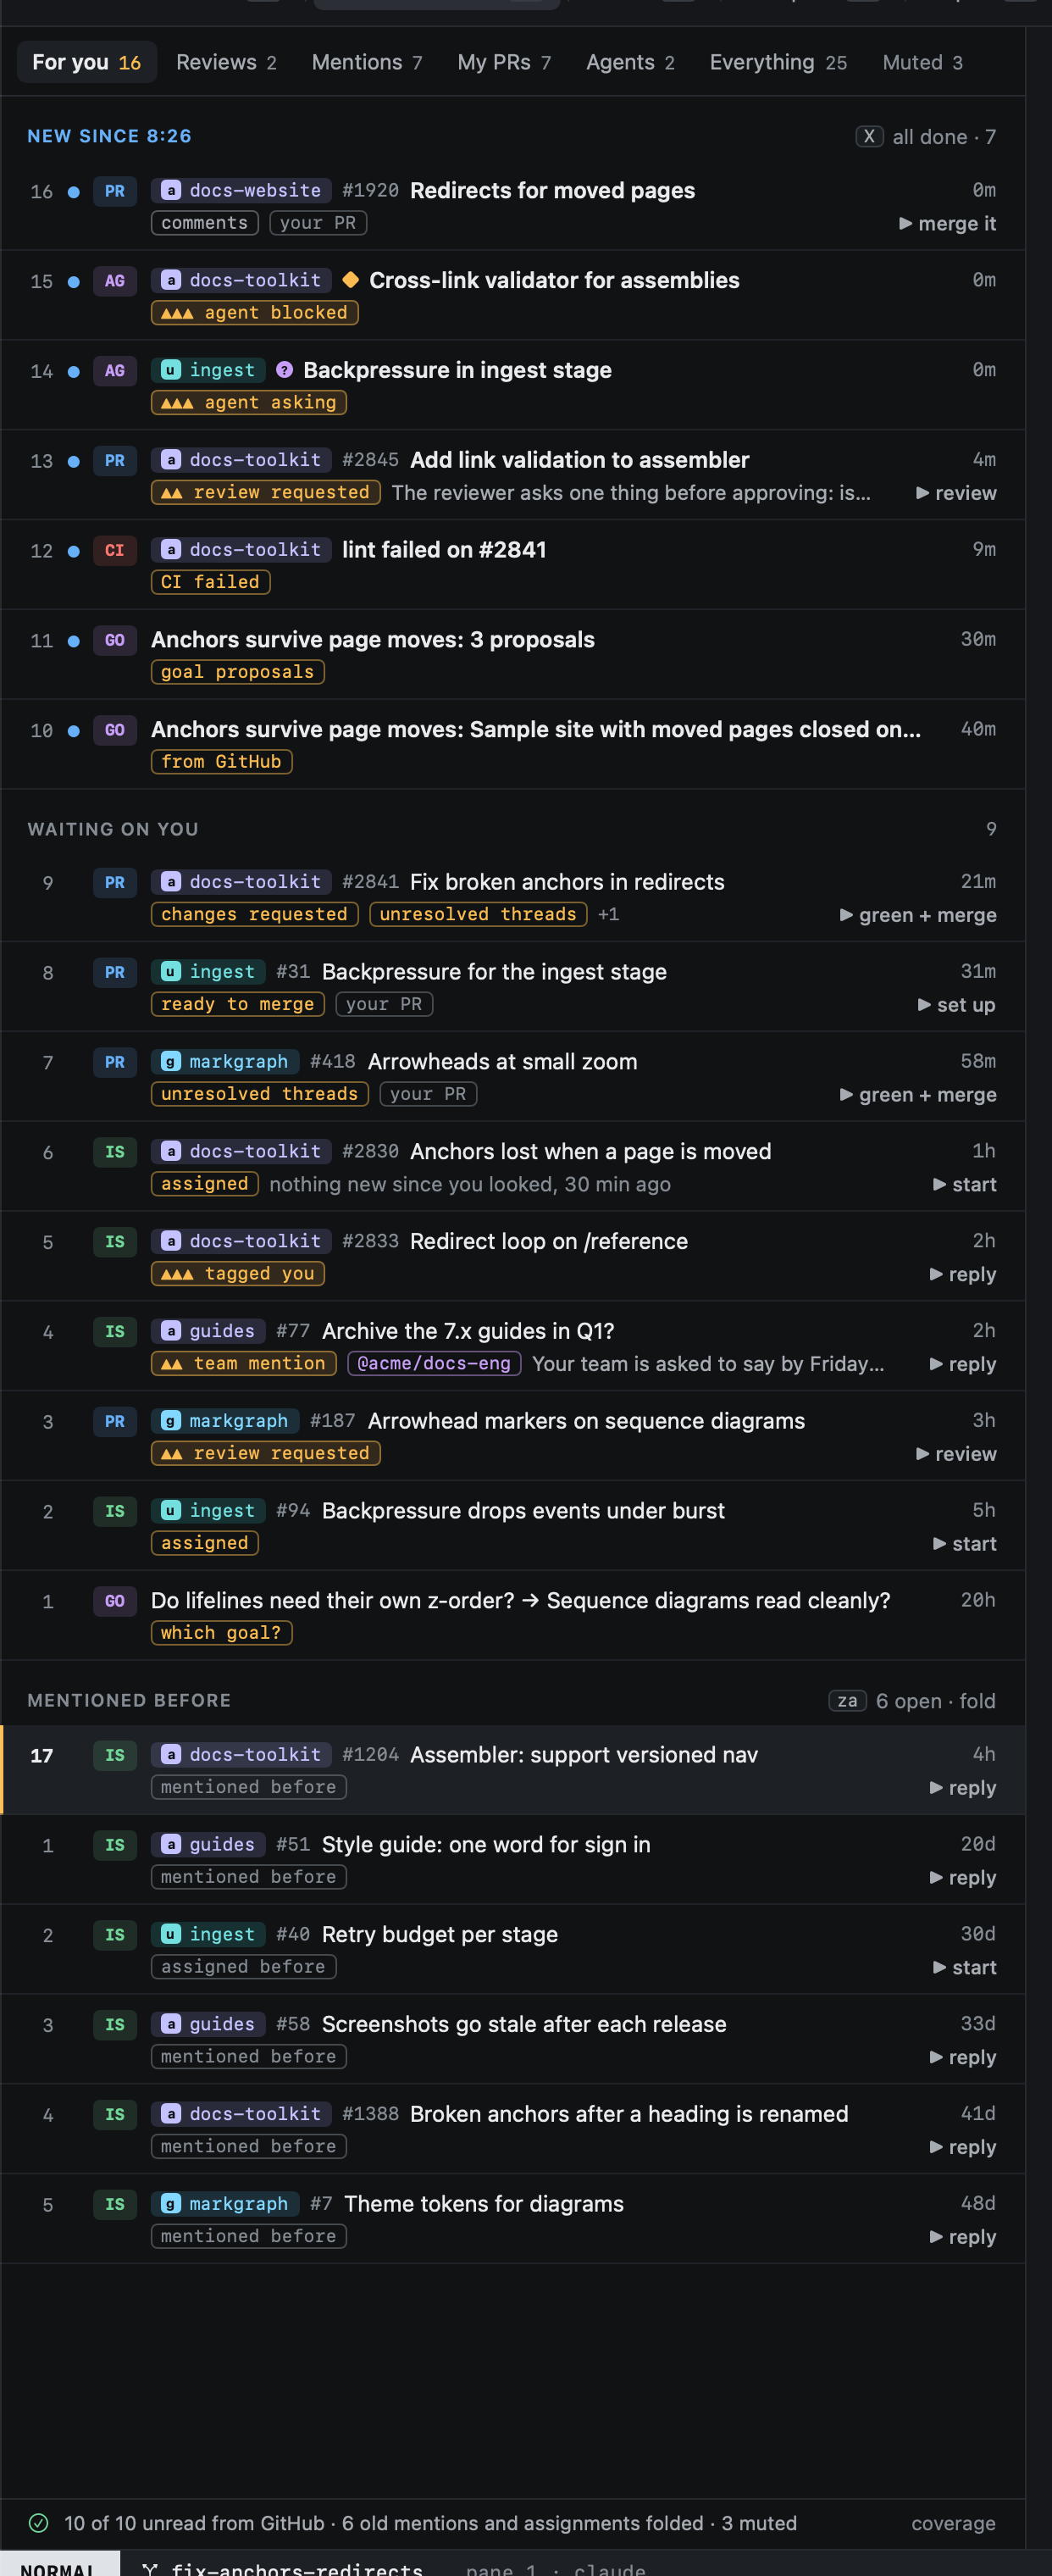 For you 16 Reviews 2 Mentions 7 My PRs 7 Agents 2 Everything 25 Muted 3
NEW SINCE 8:26 X all done · 7
16 PR a docs-website #1920 Redirects for moved pages 0m
comments your PR ▶ merge it
15 AG a docs-toolkit Cross-link validator for assemblies 0m
▲▲▲ agent blocked
14 AG u ingest ? Backpressure in ingest stage 0m
▲▲▲ agent asking
13 PR a docs-toolkit #2845 Add link validation to assembler 4m
▲▲ review requested The reviewer asks one thing before approving: is... ▶ review
12 CI a docs-toolkit lint failed on #2841 9m
CI failed
11 GO Anchors survive page moves: 3 proposals 30m
goal proposals
10 GO Anchors survive page moves: Sample site with moved pages closed on... 40m
from GitHub
WAITING ON YOU 9
9 PR a docs-toolkit #2841 Fix broken anchors in redirects 21m
changes requested unresolved threads +1 ▶ green + merge
8 PR u ingest #31 Backpressure for the ingest stage 31m
ready to merge your PR ▶ set up
7 PR g markgraph #418 Arrowheads at small zoom 58m
unresolved threads your PR ▶ green + merge
6 IS a docs-toolkit #2830 Anchors lost when a page is moved 1h
assigned nothing new since you looked, 30 min ago ▶ start
5 IS a docs-toolkit #2833 Redirect loop on /reference 2h
▲▲▲ tagged you ▶ reply
4 IS a guides #77 Archive the 7.x guides in Q1? 2h
▲▲ team mention @acme/docs-eng Your team is asked to say by Friday... ▶ reply
3 PR g markgraph #187 Arrowhead markers on sequence diagrams 3h
▲▲ review requested ▶ review
2 IS u ingest #94 Backpressure drops events under burst 5h
assigned ▶ start
1 GO Do lifelines need their own z-order? → Sequence diagrams read cleanly? 20h
which goal?
MENTIONED BEFORE za 6 open · fold
17 IS a docs-toolkit #1204 Assembler: support versioned nav 4h
mentioned before ▶ reply
1 IS a guides #51 Style guide: one word for sign in 20d
mentioned before ▶ reply
2 IS u ingest #40 Retry budget per stage 30d
assigned before ▶ start
3 IS a guides #58 Screenshots go stale after each release 33d
mentioned before ▶ reply
4 IS a docs-toolkit #1388 Broken anchors after a heading is renamed 41d
mentioned before ▶ reply
5 IS g markgraph #7 Theme tokens for diagrams 48d
mentioned before ▶ reply
10 of 10 unread from GitHub · 6 old mentions and assignments folded · 3 muted coverage
NORMAL fix-anchors-redirects pane 1 · claude